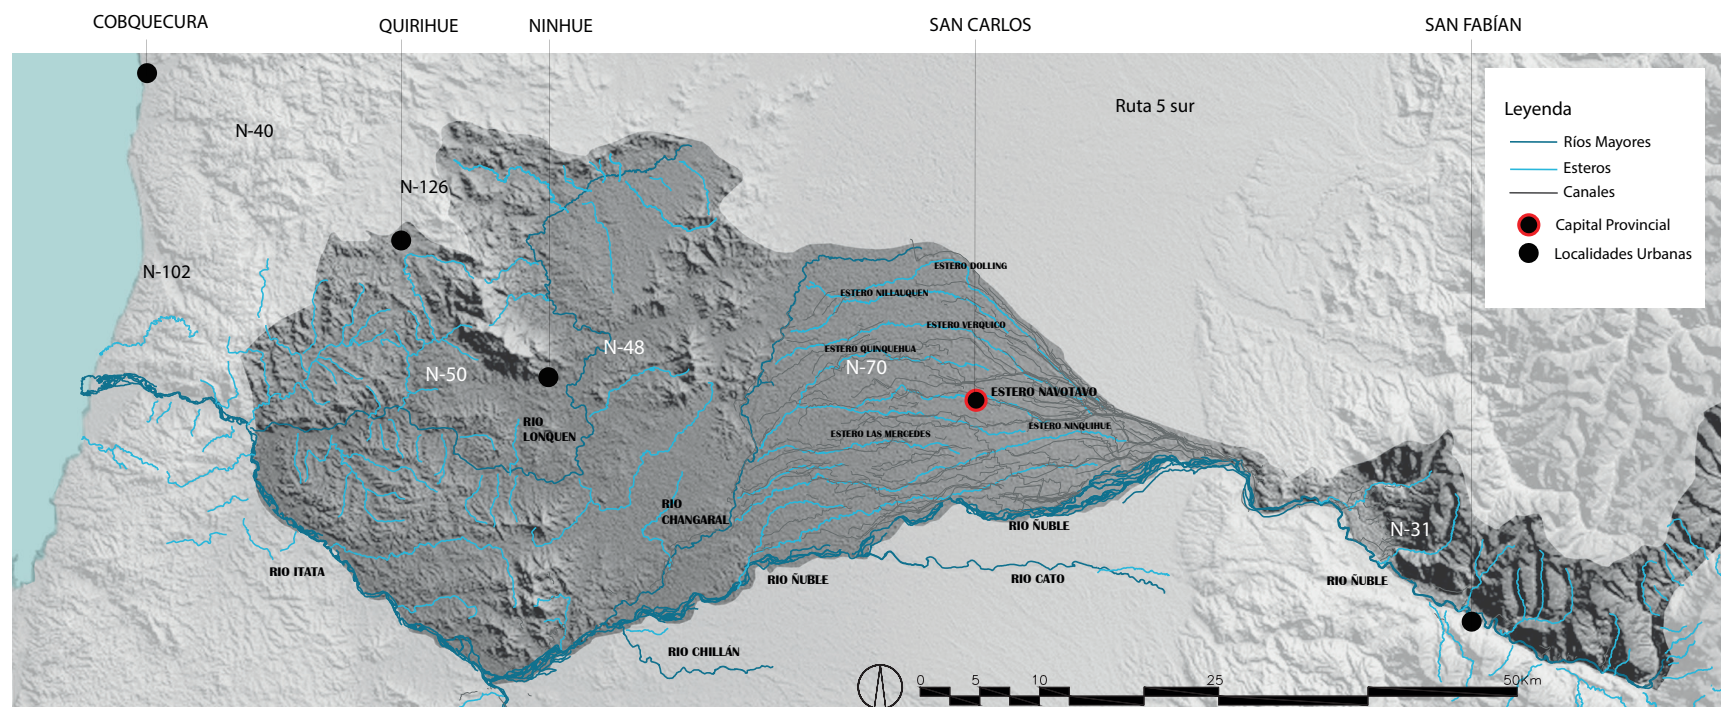 COBQUECURA
QUIRIHUE
NINHUE
SAN CARLOS
SAN FABÍAN
N-40
Ruta 5 sur
Leyenda
Ríos Mayores
Esteros
Canales
Capital Provincial
Localidades Urbanas
N-126
N-102
ESTERO DOLLING
ESTERO NILLAUQUEN
ESTERO VERQUICO
ESTERO QUINQUEHUA
N-48
N-50
N-70
ESTERO NAVOTAVO
RIO
LONQUEN
ESTERO LAS MERCEDES
ESTERO NINQUIHUE
RIO
CHANGARAL
RIO ÑUBLE
N-31
RIO ITATA
RIO ÑUBLE
RIO CATO
RIO ÑUBLE
RIO CHILLÁN
0 5 10 25 50Km